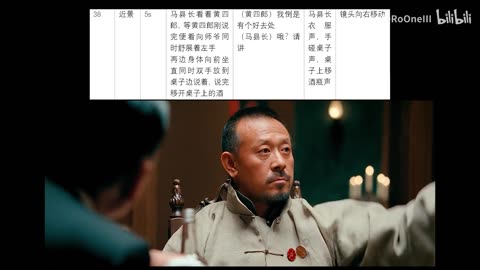 RoOneIII bilibili
38 近景 5s 马县长看着黄四 (黄四郎)我倒是 马县长 镜头向右移动
郎，等黄四郎刚说 有个好去处 衣服
完便看向师爷同 (马县长)哦？请 声，手
时舒展着左手 讲 碰桌子
再边身体向前坐 声，桌
直同时双手放到 子上移
桌子边说着，说完 酒瓶声
移开桌子上的酒